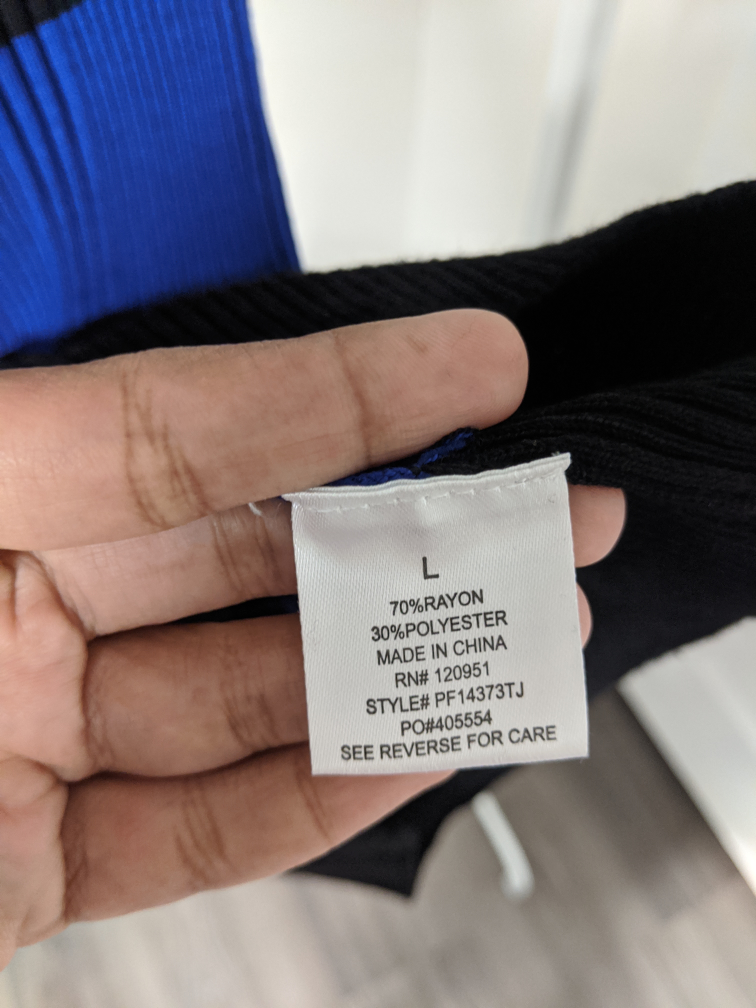 L
70%RAYON
30%POLYESTER
MADE IN CHINA
RN# 120951
STYLE# PF14373TJ
PO#405554
SEE REVERSE FOR CARE